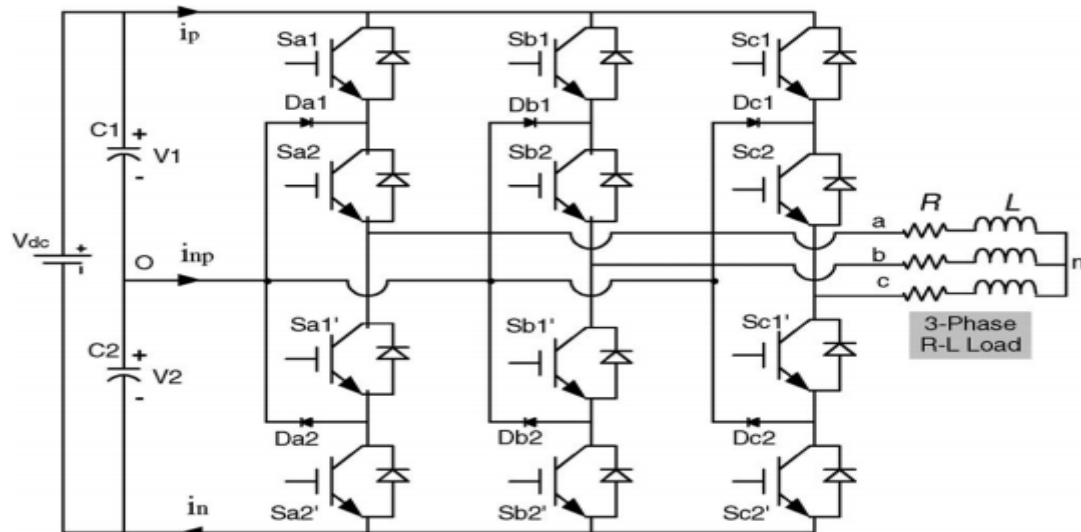 ip
Sa1
Sb1
Sc1
Da1
Db1
Dc1
C1
+
V1
-
Sa2
Sb2
Sc2
R
L
a
Vdc
+
-
O
inp
b
n
c
Sa1'
Sb1'
Sc1'
3-Phase
R-L Load
C2
+
V2
-
Da2
Db2
Dc2
in
Sa2'
Sb2'
Sc2'